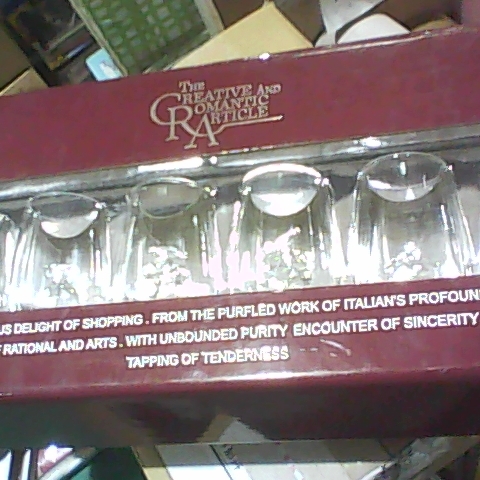 THE
CREATIVE AND
ROMANTIC
ARTICLE
US DELIGHT OF SHOPPING . FROM THE PURFLED WORK OF ITALIAN'S PROFOUN
RATIONAL AND ARTS . WITH UNBOUNDED PURITY ENCOUNTER OF SINCERITY
TAPPING OF TENDERNESS